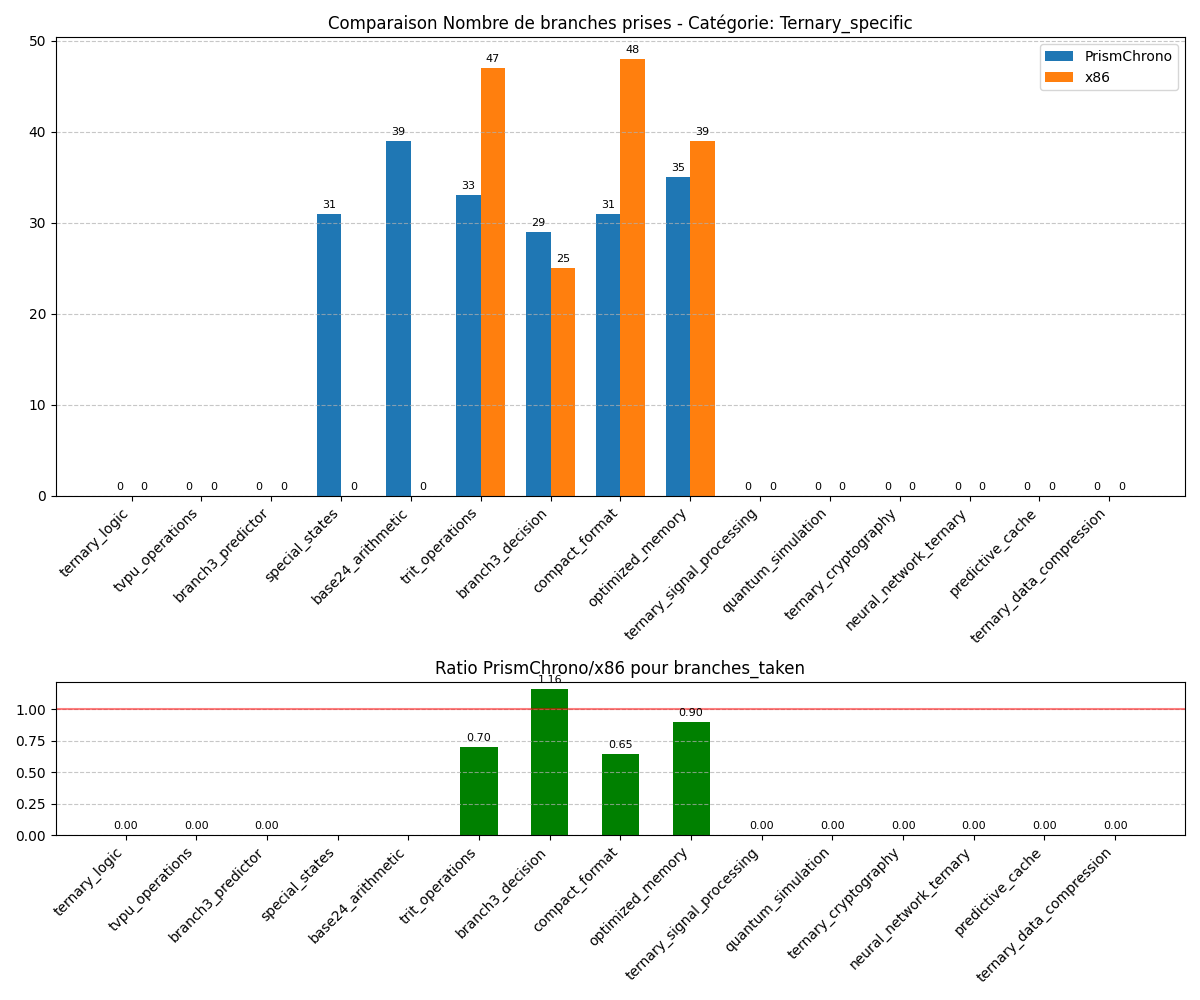 Comparaison Nombre de branches prises - Catégorie: Ternary_specific
PrismChrono
x86
50
40
30
20
10
0
0 0 0 0 0 0 31 0 39 0 33 47 29 25 31 48 35 39 0 0 0 0 0 0 0 0 0 0 0 0
ternary_logic
tvpu_operations
branch3_predictor
special_states
base24_arithmetic
trit_operations
branch3_decision
compact_format
optimized_memory
ternary_signal_processing
quantum_simulation
ternary_cryptography
neural_network_ternary
predictive_cache
ternary_data_compression
Ratio PrismChrono/x86 pour branches_taken
1.00
0.75
0.50
0.25
0.00
0.00 0.00 0.00 0.70 1.16 0.65 0.90 0.00 0.00 0.00 0.00 0.00 0.00
ternary_logic
tvpu_operations
branch3_predictor
special_states
base24_arithmetic
trit_operations
branch3_decision
compact_format
optimized_memory
ternary_signal_processing
quantum_simulation
ternary_cryptography
neural_network_ternary
predictive_cache
ternary_data_compression